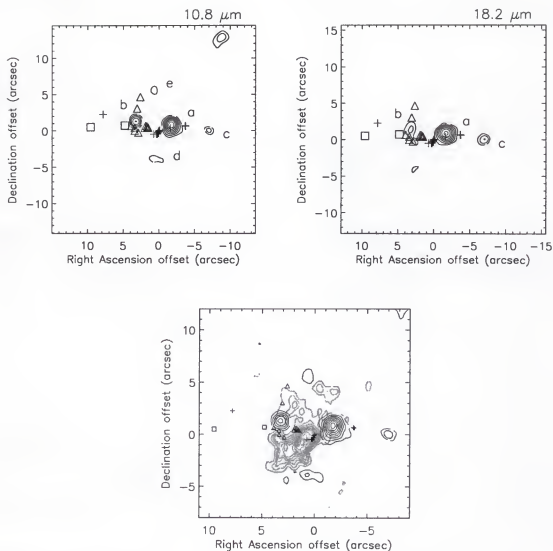 10.8 μm
Declination offset (arcsec)
10
5
0
−5
−10
e
b
a
c
d
10 5 0 −5 −10
Right Ascension offset (arcsec)
18.2 μm
Declination offset (arcsec)
15
10
5
0
−5
−10
b
a
c
10 5 0 −5 −10 −15
Right Ascension offset (arcsec)
Declination offset (arcsec)
10
5
0
−5
10 5 0 −5
Right Ascension offset (arcsec)